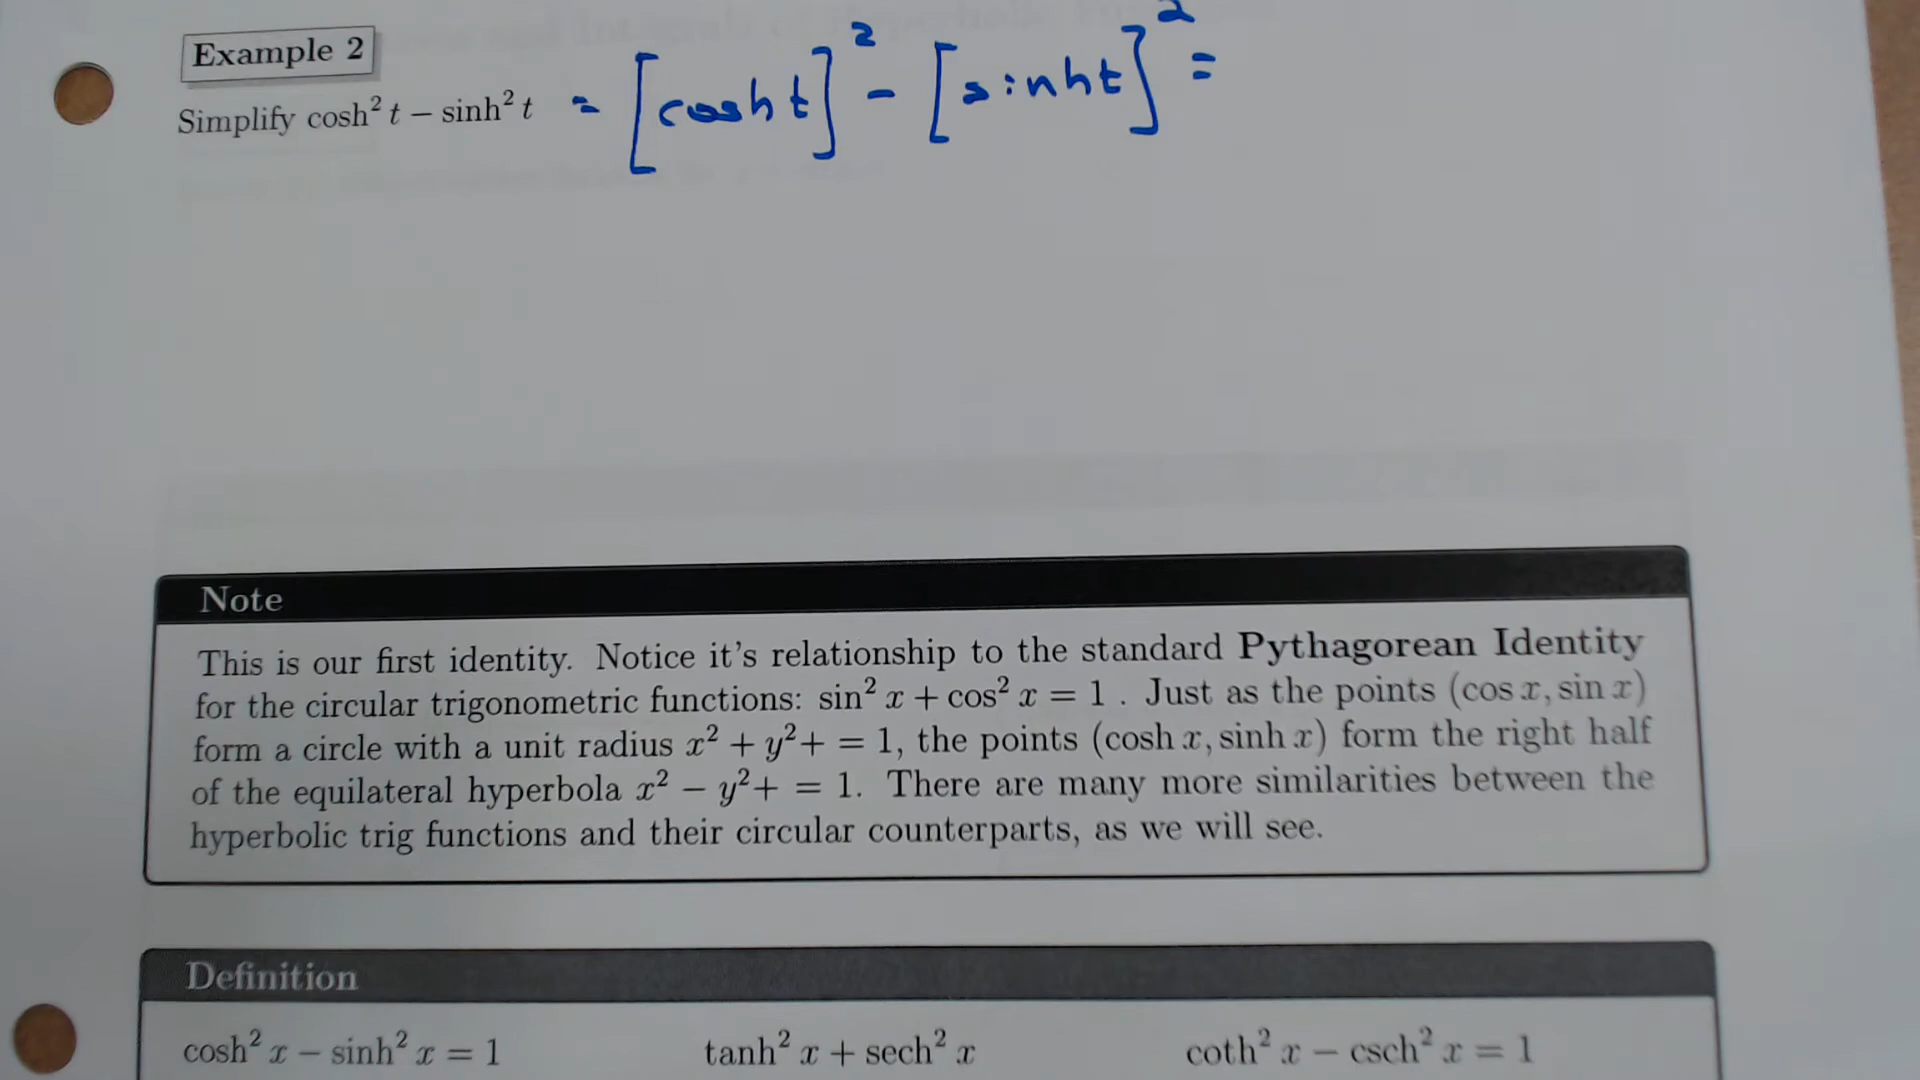 Example 2
Simplify cosh² t − sinh² t = [cosh t]² - [sinh t]² =
Note
This is our first identity. Notice it's relationship to the standard Pythagorean Identity
for the circular trigonometric functions: sin² x + cos² x = 1 . Just as the points (cos x, sin x)
form a circle with a unit radius x² + y²+ = 1, the points (cosh x, sinh x) form the right half
of the equilateral hyperbola x² − y²+ = 1. There are many more similarities between the
hyperbolic trig functions and their circular counterparts, as we will see.
Definition
cosh² x − sinh² x = 1 tanh² x + sech² x coth² x − csch² x = 1